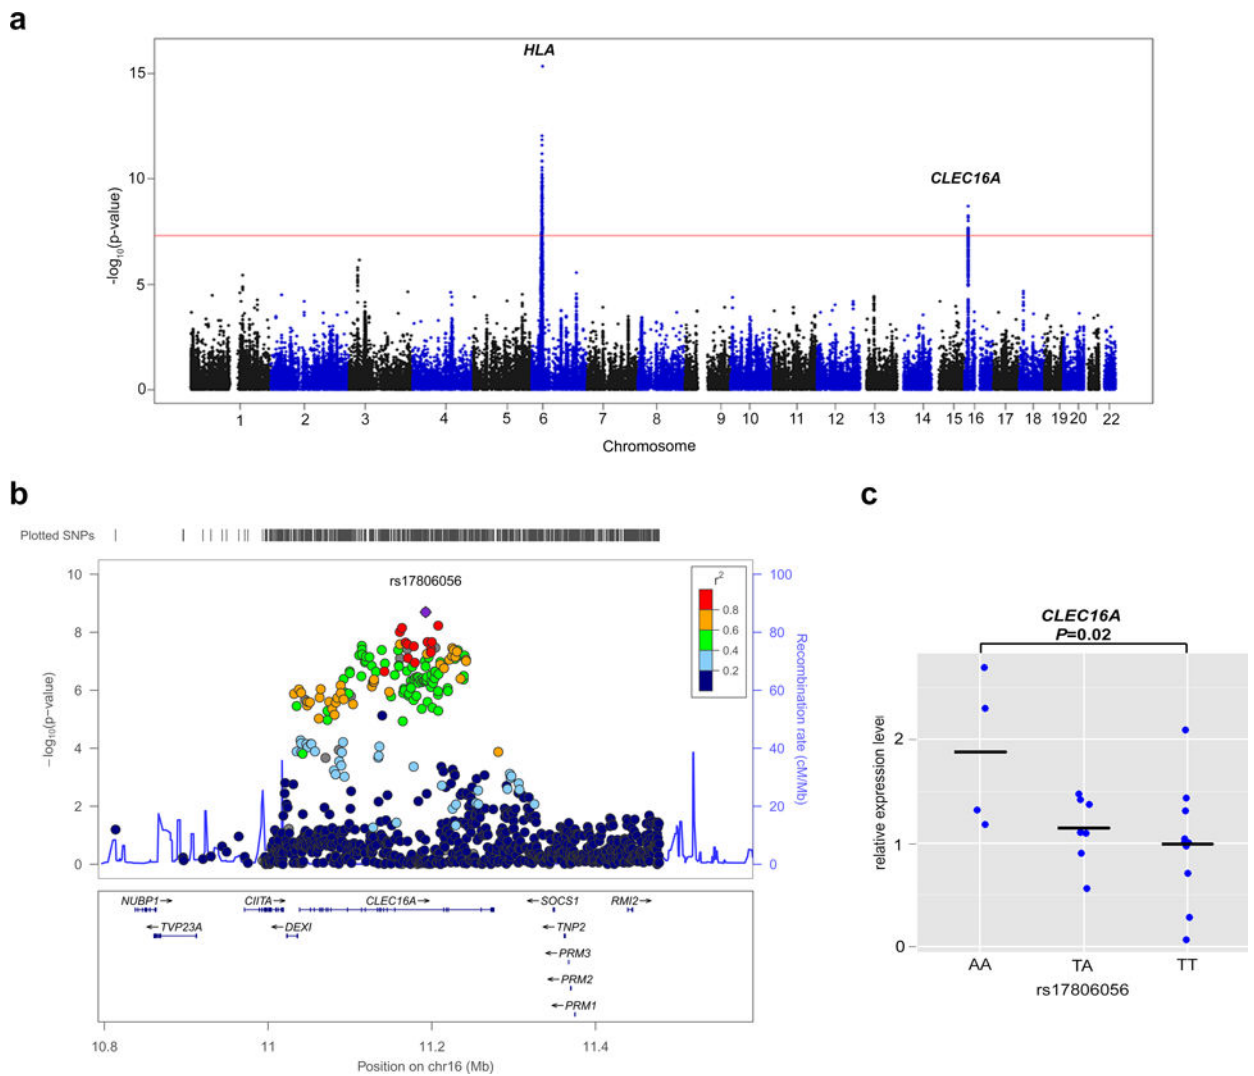 a
HLA
CLEC16A
15
10
5
0
-log10(p-value)
1 2 3 4 5 6 7 8 9 10 11 12 13 14 15 16 17 18 19 20 22
Chromosome
b
Plotted SNPs
rs17806056
10
8
6
4
2
0
− log10(p−value)
r2
0.8
0.6
0.4
0.2
100
80
60
40
20
0
Recombination rate (cM/Mb)
NUBP1→ CIITA→ CLEC16A→ ←SOCS1 RMI2→
←TVP23A ←DEXI ←TNP2
←PRM3
←PRM2
←PRM1
10.8 11 11.2 11.4
Position on chr16 (Mb)
c
CLEC16A
P=0.02
relative expression level
2
1
0
AA TA TT
rs17806056